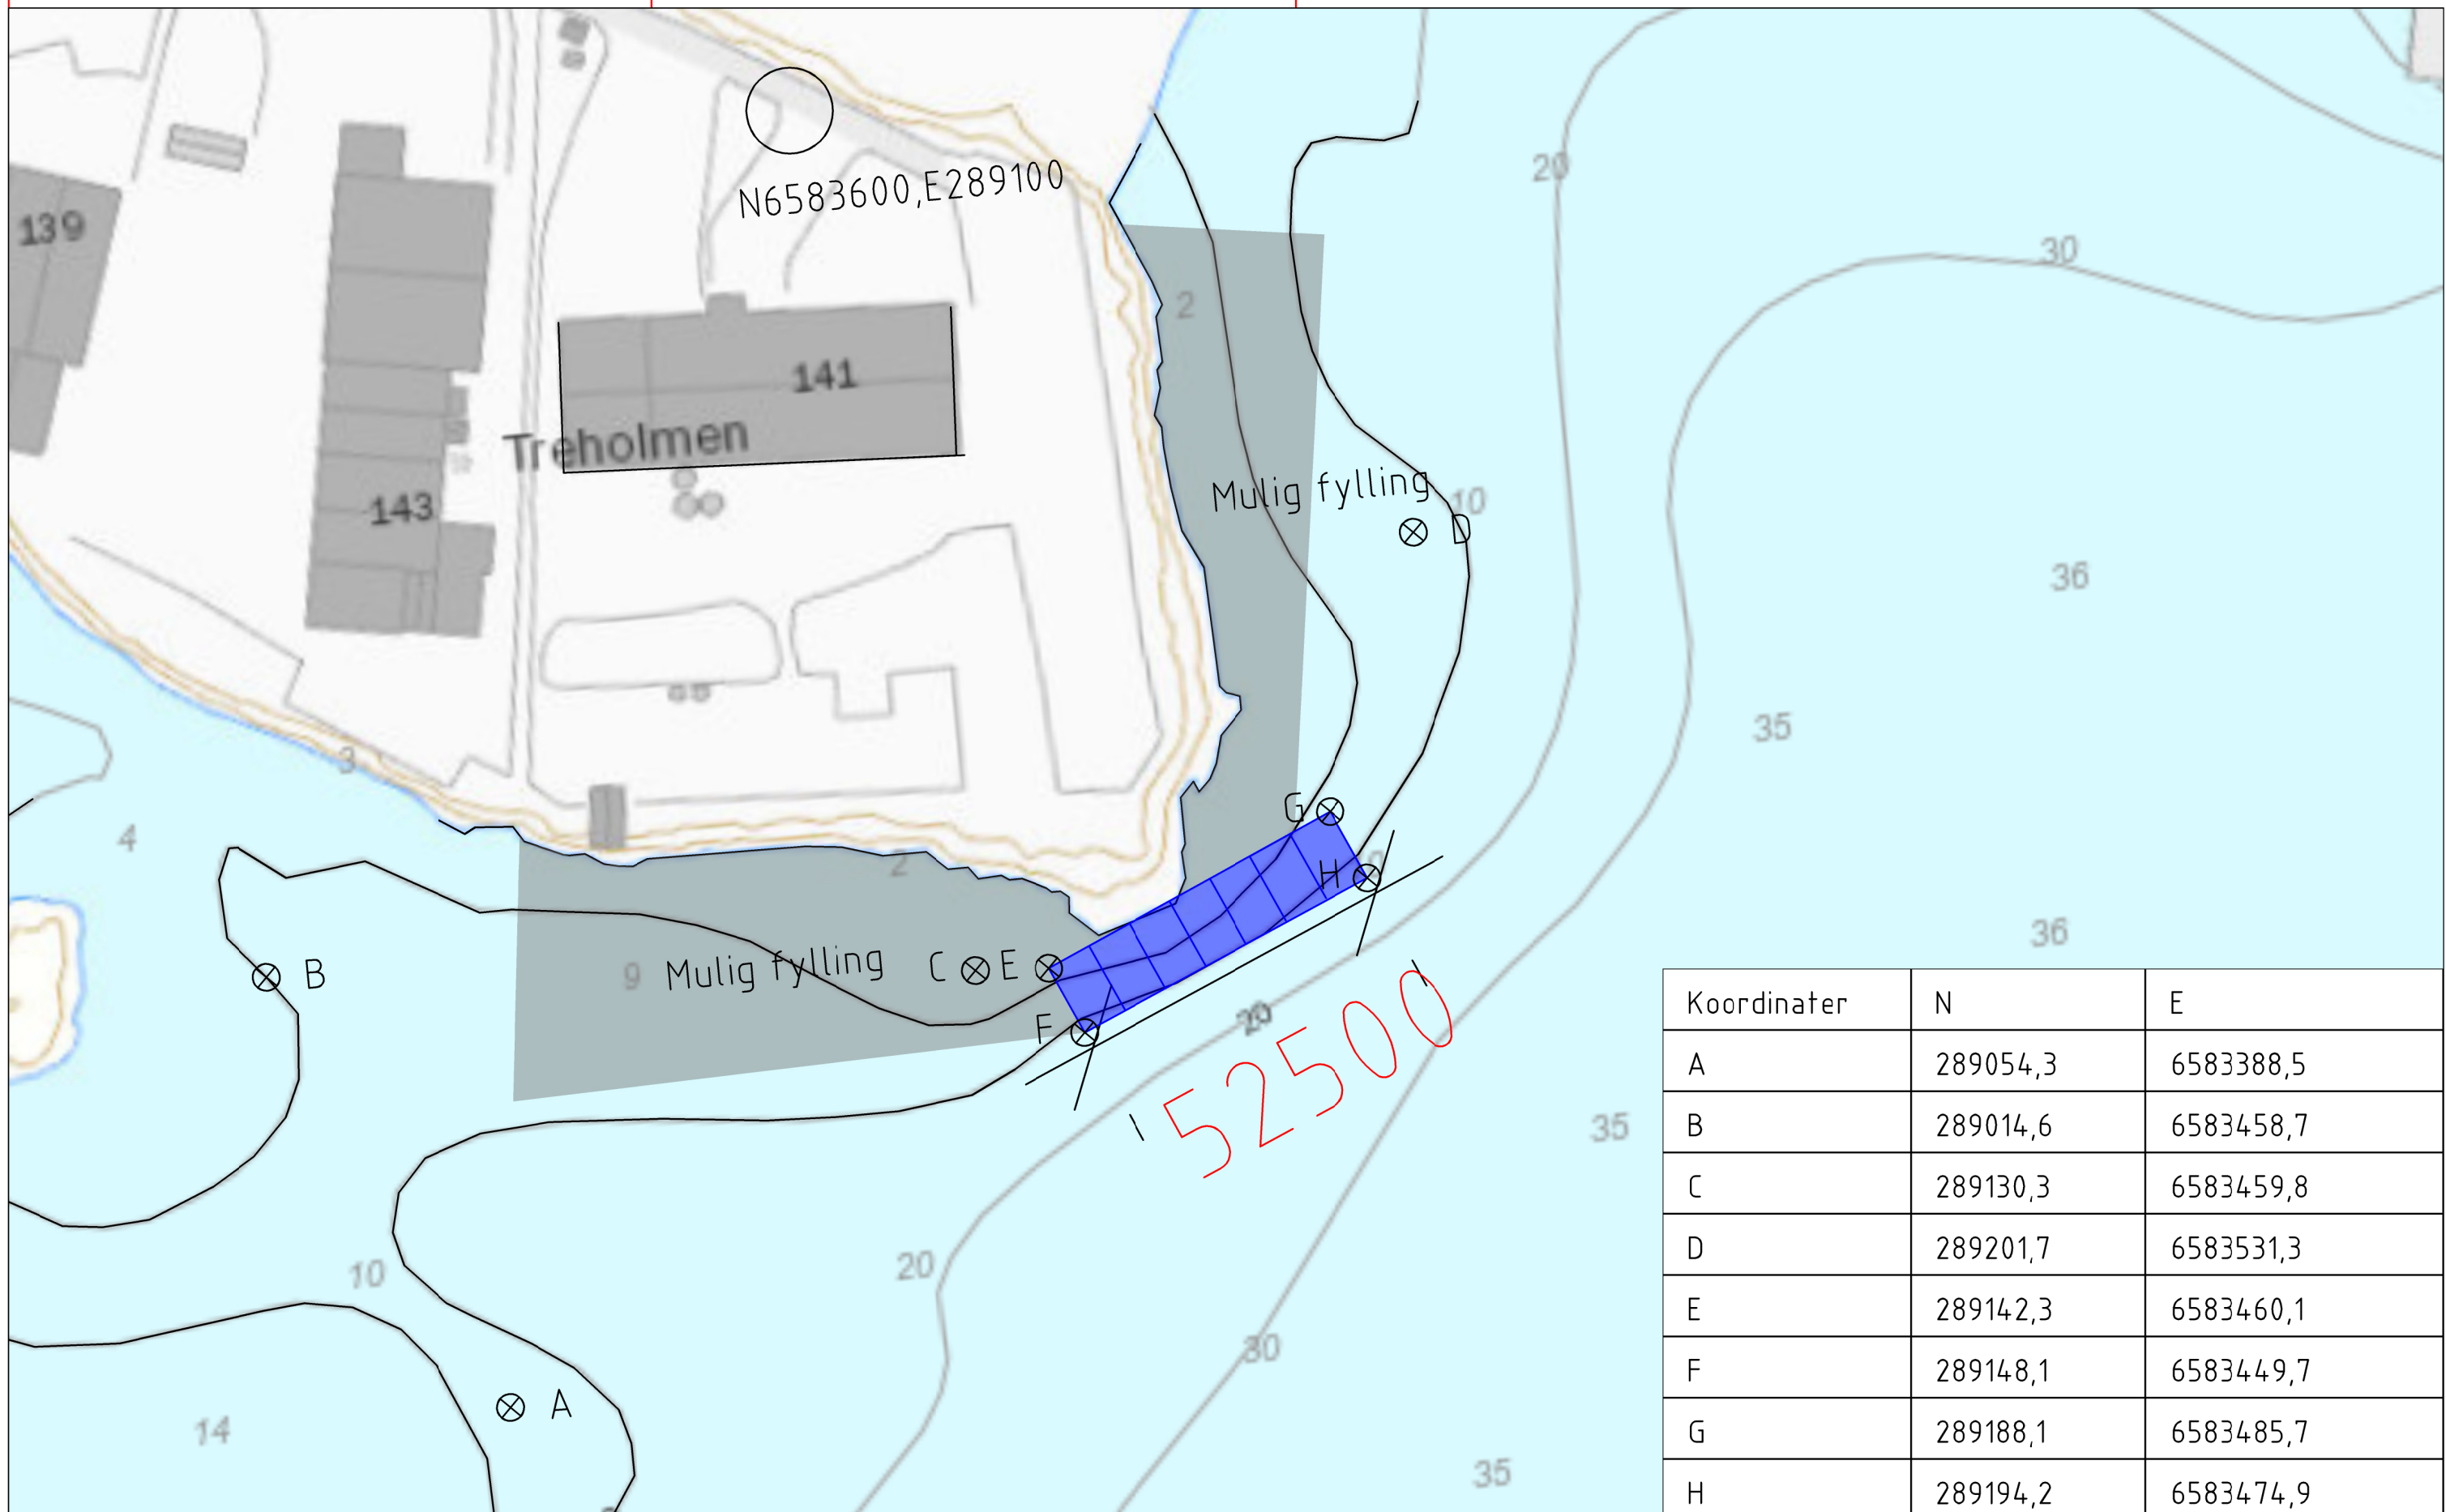 N6583600,E289100
20
139
30
2
141
Treholmen
Mulig fylling
10
D
143
36
35
3
G
4
2
H
10
36
B
9
Mulig fylling
C
E
F
20
52500
35
10
20
30
A
14
35
Koordinater N E
A 289054,3 6583388,5
B 289014,6 6583458,7
C 289130,3 6583459,8
D 289201,7 6583531,3
E 289142,3 6583460,1
F 289148,1 6583449,7
G 289188,1 6583485,7
H 289194,2 6583474,9